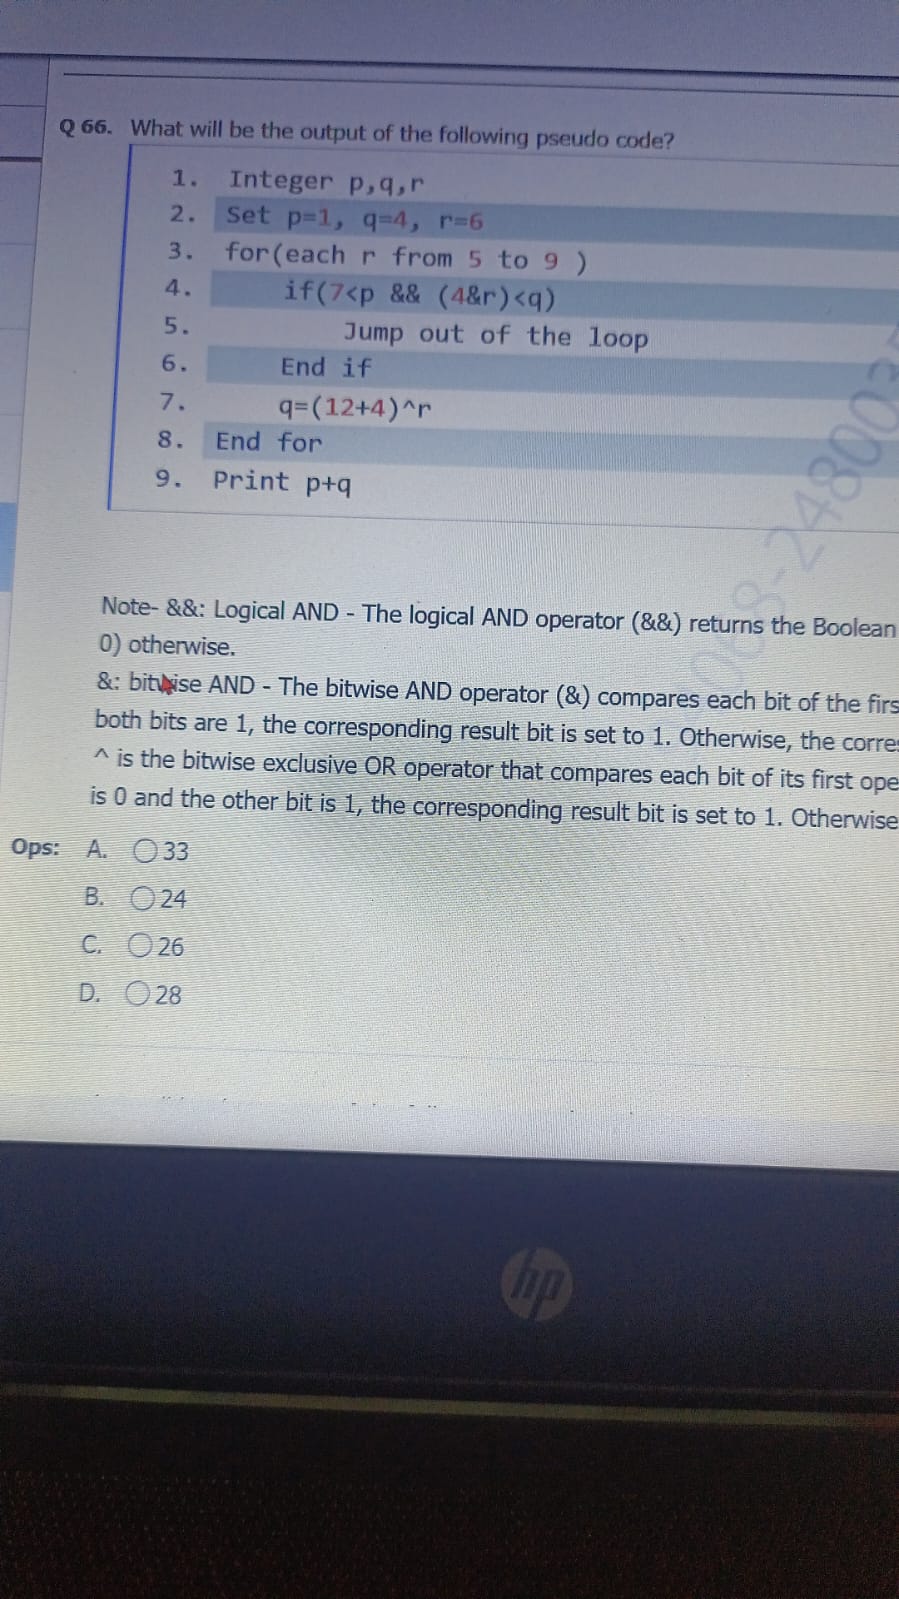 Q 66. What will be the output of the following pseudo code?
1. Integer p,q,r
2. Set p=1, q=4, r=6
3. for(each r from 5 to 9 )
4. if(7<p && (4&r)<q)
5. Jump out of the loop
6. End if
7. q=(12+4)^r
8. End for
9. Print p+q
Note- &&: Logical AND - The logical AND operator (&&) returns the Boolean
0) otherwise.
&: bitwise AND - The bitwise AND operator (&) compares each bit of the firs
both bits are 1, the corresponding result bit is set to 1. Otherwise, the corre
^ is the bitwise exclusive OR operator that compares each bit of its first ope
is 0 and the other bit is 1, the corresponding result bit is set to 1. Otherwise
Ops: A. 33
B. 24
C. 26
D. 28
hp